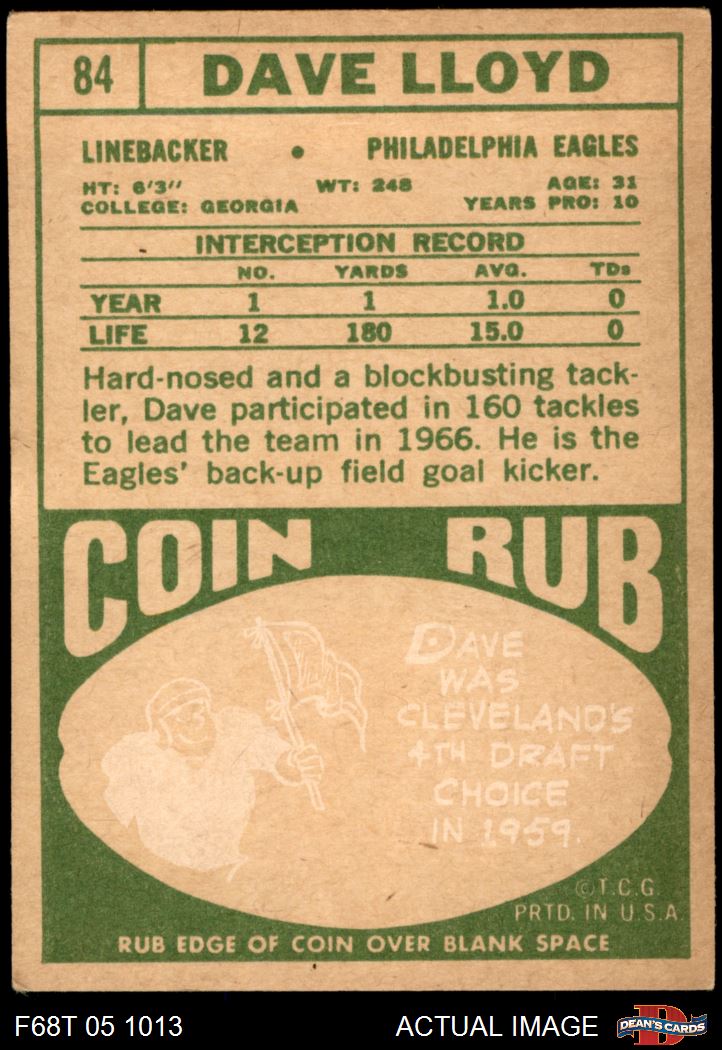 84 DAVE LLOYD
LINEBACKER • PHILADELPHIA EAGLES
HT: 6'3" WT: 248 AGE: 31
COLLEGE: GEORGIA YEARS PRO: 10
INTERCEPTION RECORD
NO. YARDS AVG. TDs
YEAR 1 1 1.0 0
LIFE 12 180 15.0 0
Hard-nosed and a blockbusting tack-
ler, Dave participated in 160 tackles
to lead the team in 1966. He is the
Eagles' back-up field goal kicker.
COIN RUB
DAVE
WAS
CLEVELAND'S
4TH DRAFT
CHOICE
IN 1959.
©T.C.G.
PRTD. IN U.S.A.
RUB EDGE OF COIN OVER BLANK SPACE
F68T 05 1013 ACTUAL IMAGE DEAN'S CARDS